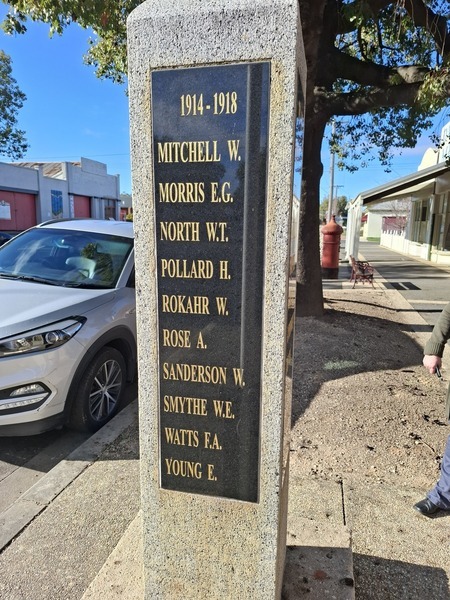 1914-1918
MITCHELL W.
MORRIS E.G.
NORTH W.T.
POLLARD H.
ROKAHR W.
ROSE A.
SANDERSON W.
SMYTHE W.E.
WATTS F.A.
YOUNG E.